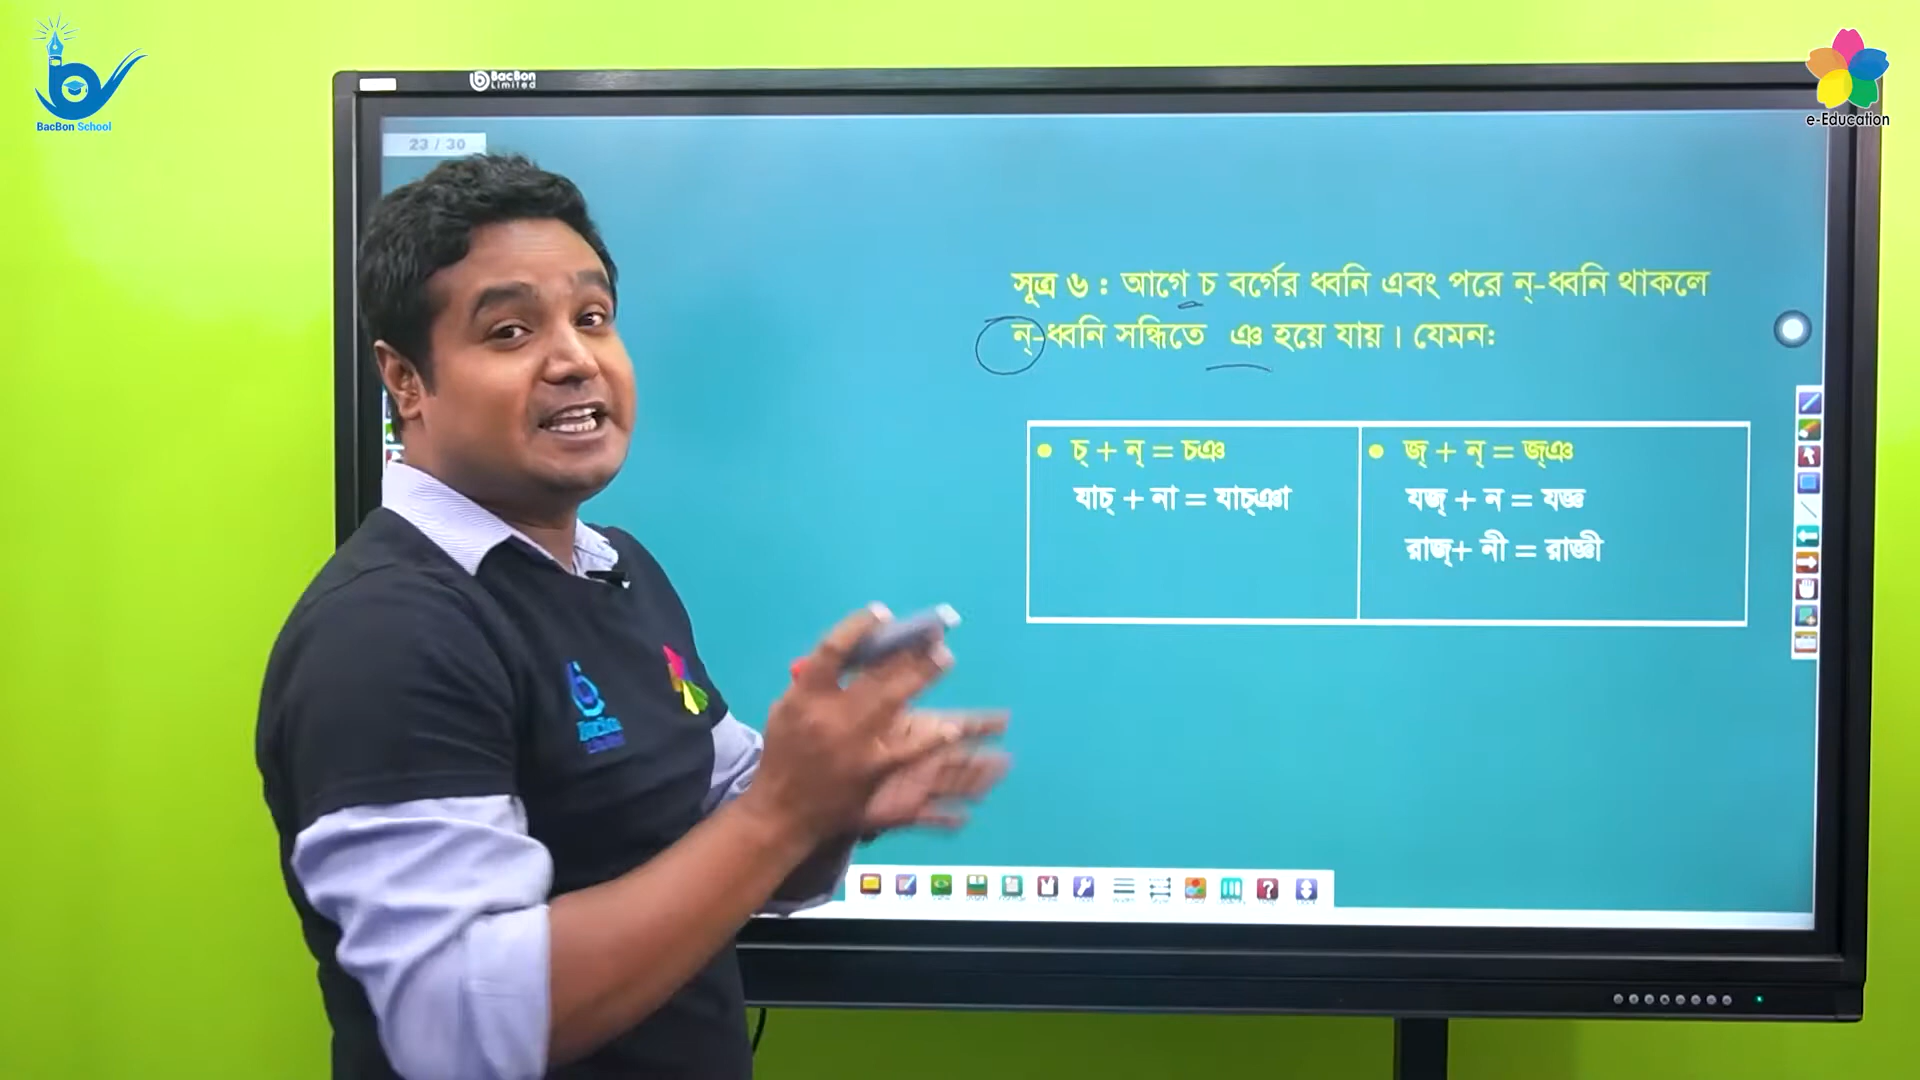 BacBon School
BacBon
Limited
e-Education
23 / 30
সূত্র ৬ : আগে চ বর্গের ধ্বনি এবং পরে ন্-ধ্বনি থাকলে
ন্-ধ্বনি সন্ধিতে ঞ হয়ে যায় । যেমন:
চ্ + ন্ = চঞ
যাচ্ + না = যাচ্ঞা
জ্ + ন্ = জ্ঞ
যজ্ + ন = যজ্ঞ
রাজ্+ নী = রাজ্ঞী